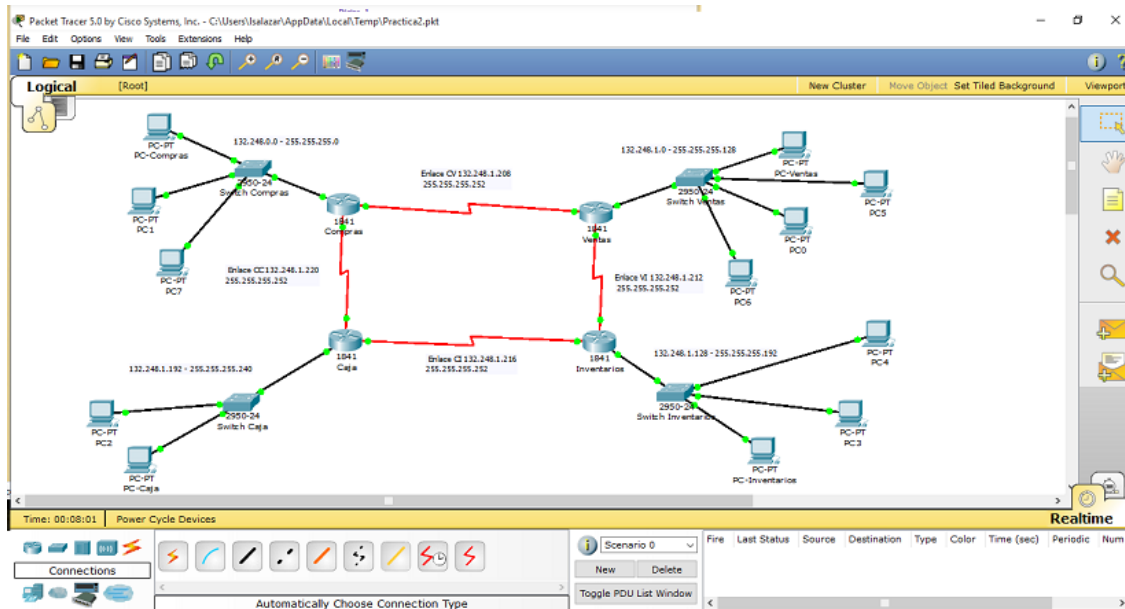 Packet Tracer 5.0 by Cisco Systems, Inc. - C:\Users\lsalazar\AppData\Local\Temp\Practica2.pkt
File Edit Options View Tools Extensions Help
Logical [Root] New Cluster Move Object Set Tiled Background Viewport
PC-PT
PC-Compras
132.248.0.0 - 255.255.255.0
2950-24
Switch Compras
PC-PT
PC1
PC-PT
PC7
1841
Compras
Enlace CV 132.248.1.208
255.255.255.252
132.248.1.0 - 255.255.255.128
PC-PT
PC-Ventas
2950-24
Switch Ventas
PC-PT
PC5
1841
Ventas
PC-PT
PC0
PC-PT
PC6
Enlace CC132.248.1.220
255.255.255.252
Enlace VI 132.248.1.212
255.255.255.252
1841
Caja
Enlace CI 132.248.1.216
255.255.255.252
1841
Inventarios
132.248.1.128 - 255.255.255.192
PC-PT
PC4
132.248.1.192 - 255.255.255.240
2950-24
Switch Caja
PC-PT
PC2
PC-PT
PC-Caja
2950-24
Switch Inventarios
PC-PT
PC3
PC-PT
PC-Inventarios
Time: 00:08:01 Power Cycle Devices Realtime
Connections
Automatically Choose Connection Type
Scenario 0
New Delete
Toggle PDU List Window
Fire Last Status Source Destination Type Color Time (sec) Periodic Num